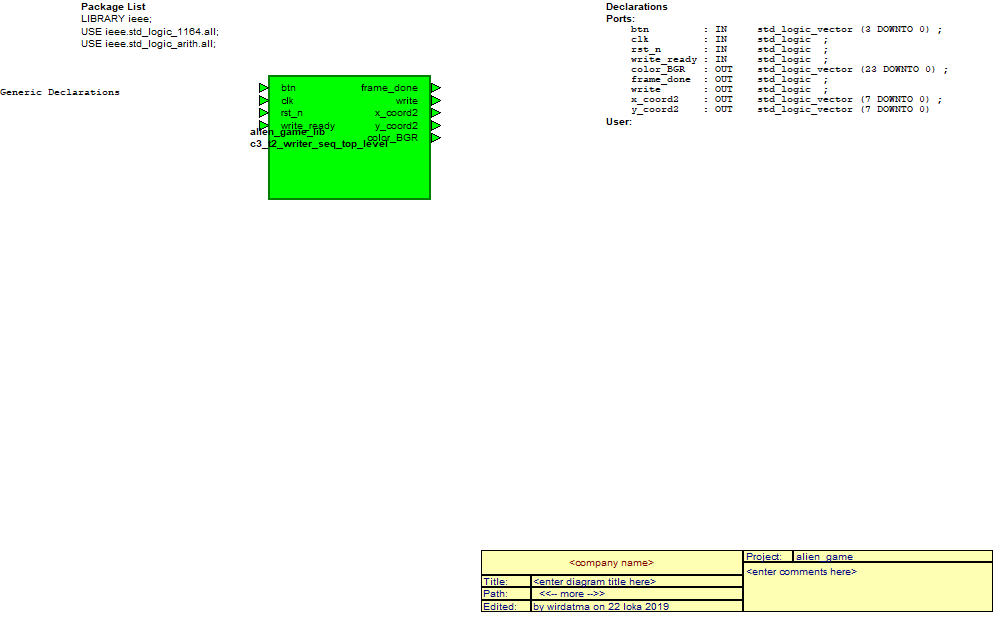 Package List
LIBRARY ieee;
USE ieee.std_logic_1164.all;
USE ieee.std_logic_arith.all;
Generic Declarations
btn frame_done
clk write
rst_n x_coord2
write_ready y_coord2
alien_game_lib
color_BGR
c3_t2_writer_seq_top_level
Declarations
Ports:
btn : IN std_logic_vector (3 DOWNTO 0) ;
clk : IN std_logic ;
rst_n : IN std_logic ;
write_ready : IN std_logic ;
color_BGR : OUT std_logic_vector (23 DOWNTO 0) ;
frame_done : OUT std_logic ;
write : OUT std_logic ;
x_coord2 : OUT std_logic_vector (7 DOWNTO 0) ;
y_coord2 : OUT std_logic_vector (7 DOWNTO 0)
User:
<company name>
Title: <enter diagram title here>
Path: <<-- more -->>
Edited: by wirdatma on 22 loka 2019
Project: alien_game
<enter comments here>